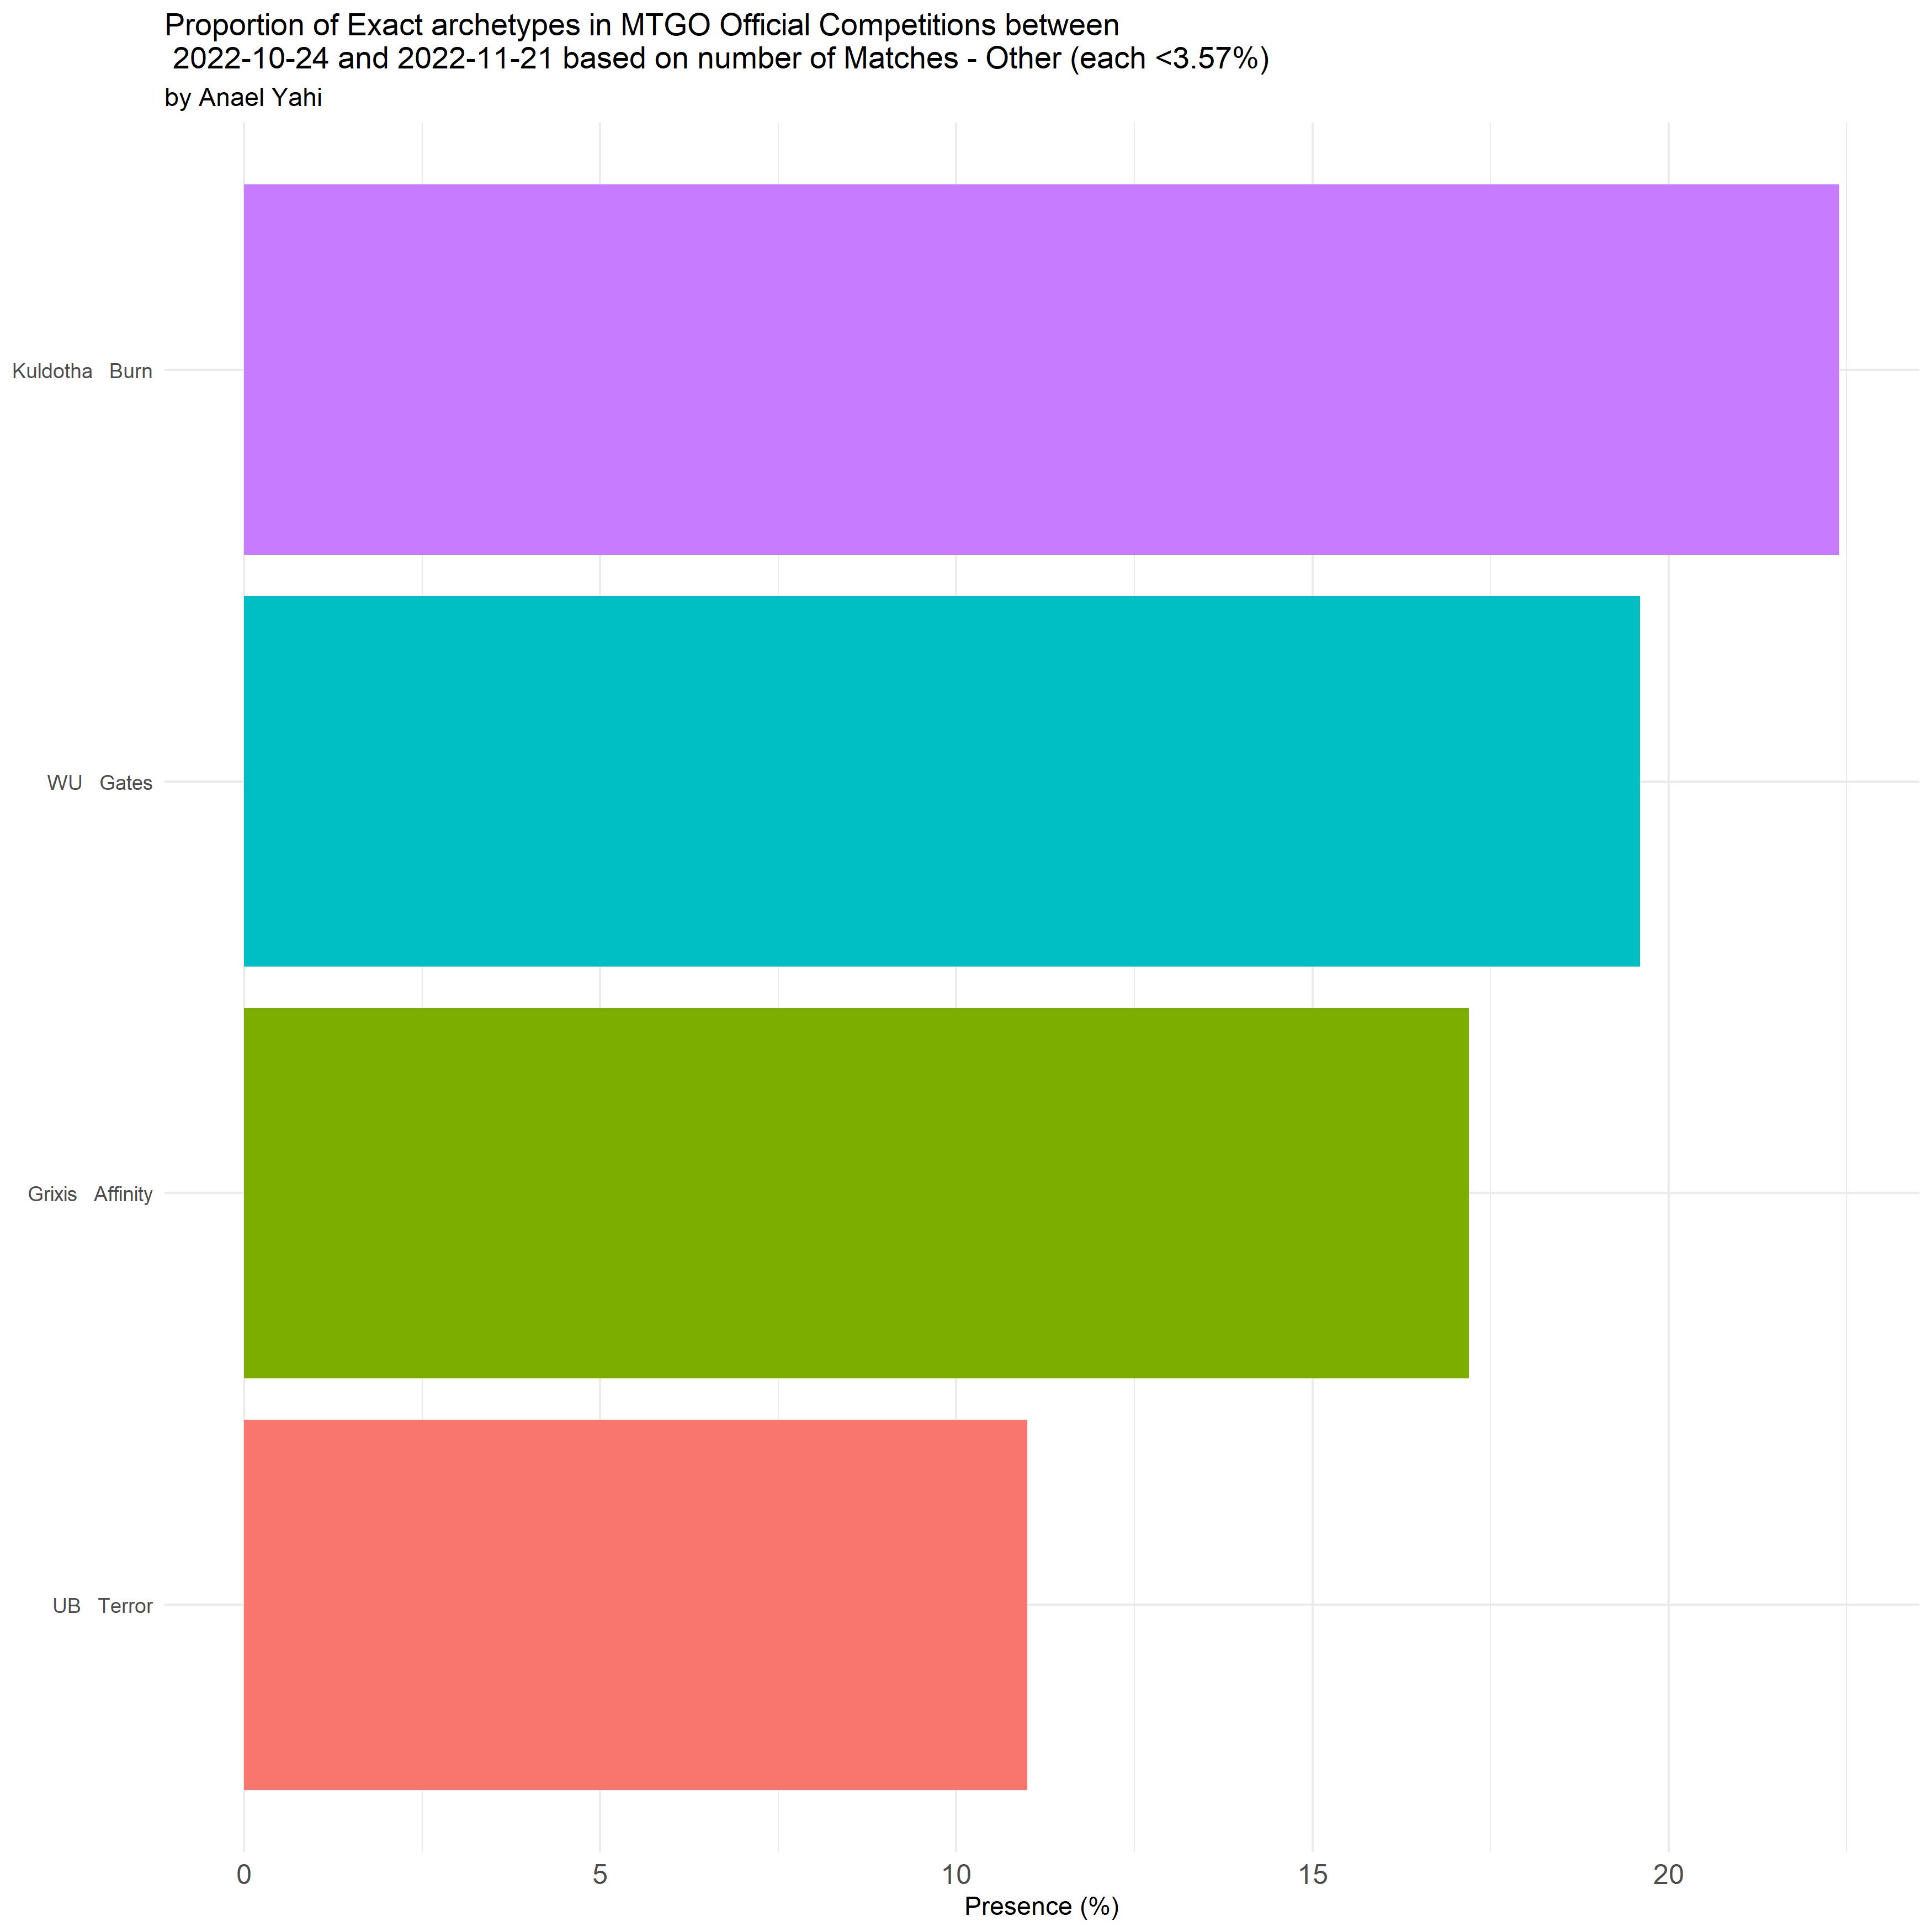 Proportion of Exact archetypes in MTGO Official Competitions between
2022-10-24 and 2022-11-21 based on number of Matches - Other (each <3.57%)
by Anael Yahi
Kuldotha Burn
WU Gates
Grixis Affinity
UB Terror
0 5 10 15 20
Presence (%)